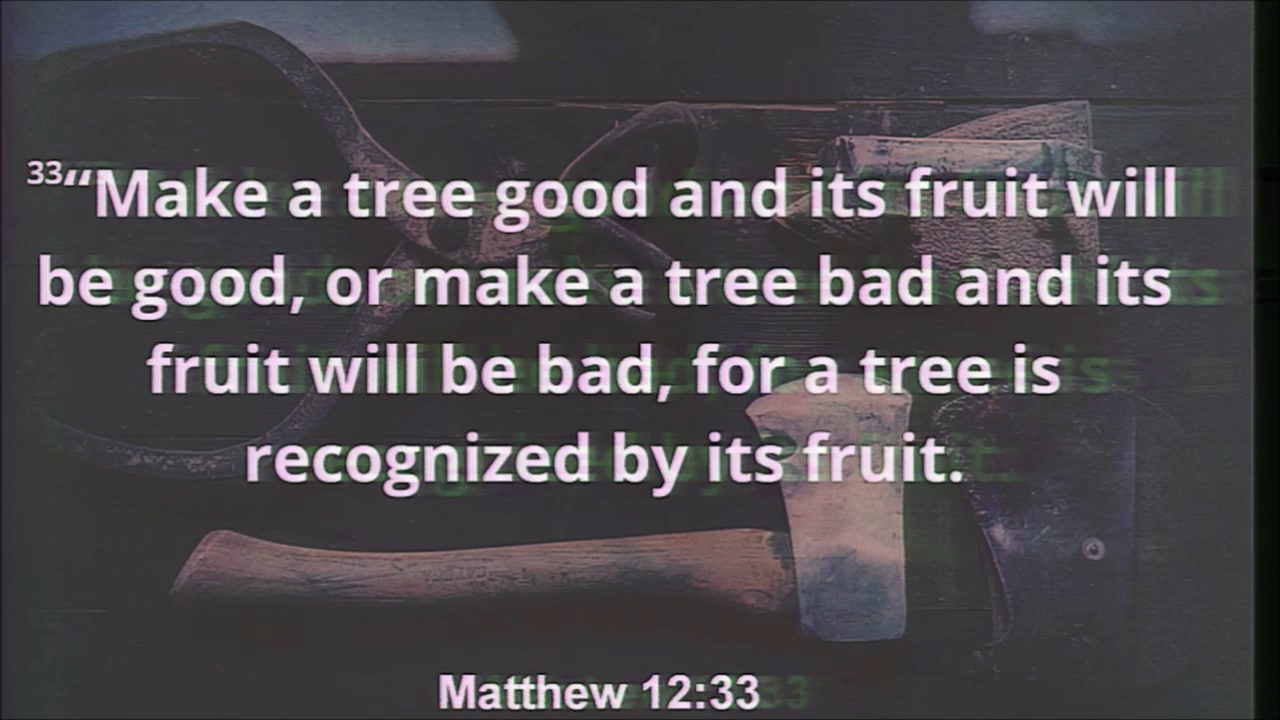 33“Make a tree good and its fruit will
be good, or make a tree bad and its
fruit will be bad, for a tree is
recognized by its fruit.
Matthew 12:33